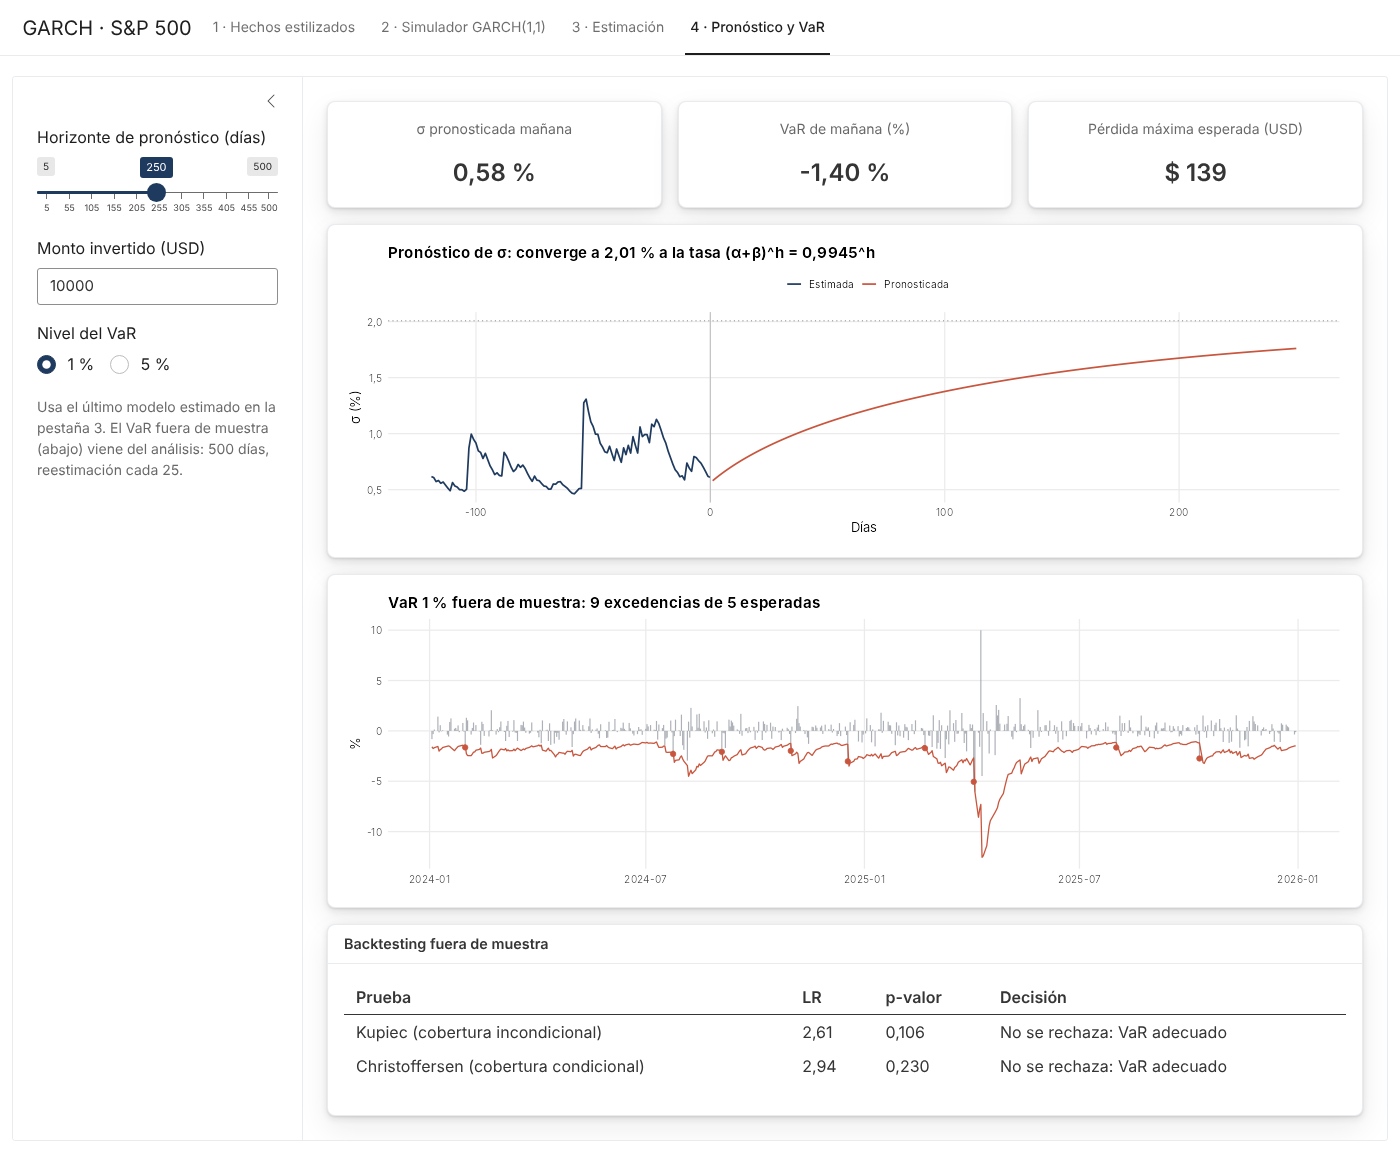 GARCH · S&P 500
1 · Hechos estilizados
2 · Simulador GARCH(1,1)
3 · Estimación
4 · Pronóstico y VaR
Horizonte de pronóstico (días)
5 250 500
5 55 105 155 205 255 305 355 405 455 500
Monto invertido (USD)
10000
Nivel del VaR
1 % 5 %
Usa el último modelo estimado en la
pestaña 3. El VaR fuera de muestra
(abajo) viene del análisis: 500 días,
reestimación cada 25.
σ pronosticada mañana
0,58 %
VaR de mañana (%)
-1,40 %
Pérdida máxima esperada (USD)
$ 139
Pronóstico de σ: converge a 2,01 % a la tasa (α+β)^h = 0,9945^h
Estimada Pronosticada
2,0
1,5
1,0
0,5
σ (%)
-100 0 100 200
Días
VaR 1 % fuera de muestra: 9 excedencias de 5 esperadas
10
5
0
-5
-10
%
2024-01 2024-07 2025-01 2025-07 2026-01
Backtesting fuera de muestra
Prueba LR p-valor Decisión
Kupiec (cobertura incondicional) 2,61 0,106 No se rechaza: VaR adecuado
Christoffersen (cobertura condicional) 2,94 0,230 No se rechaza: VaR adecuado